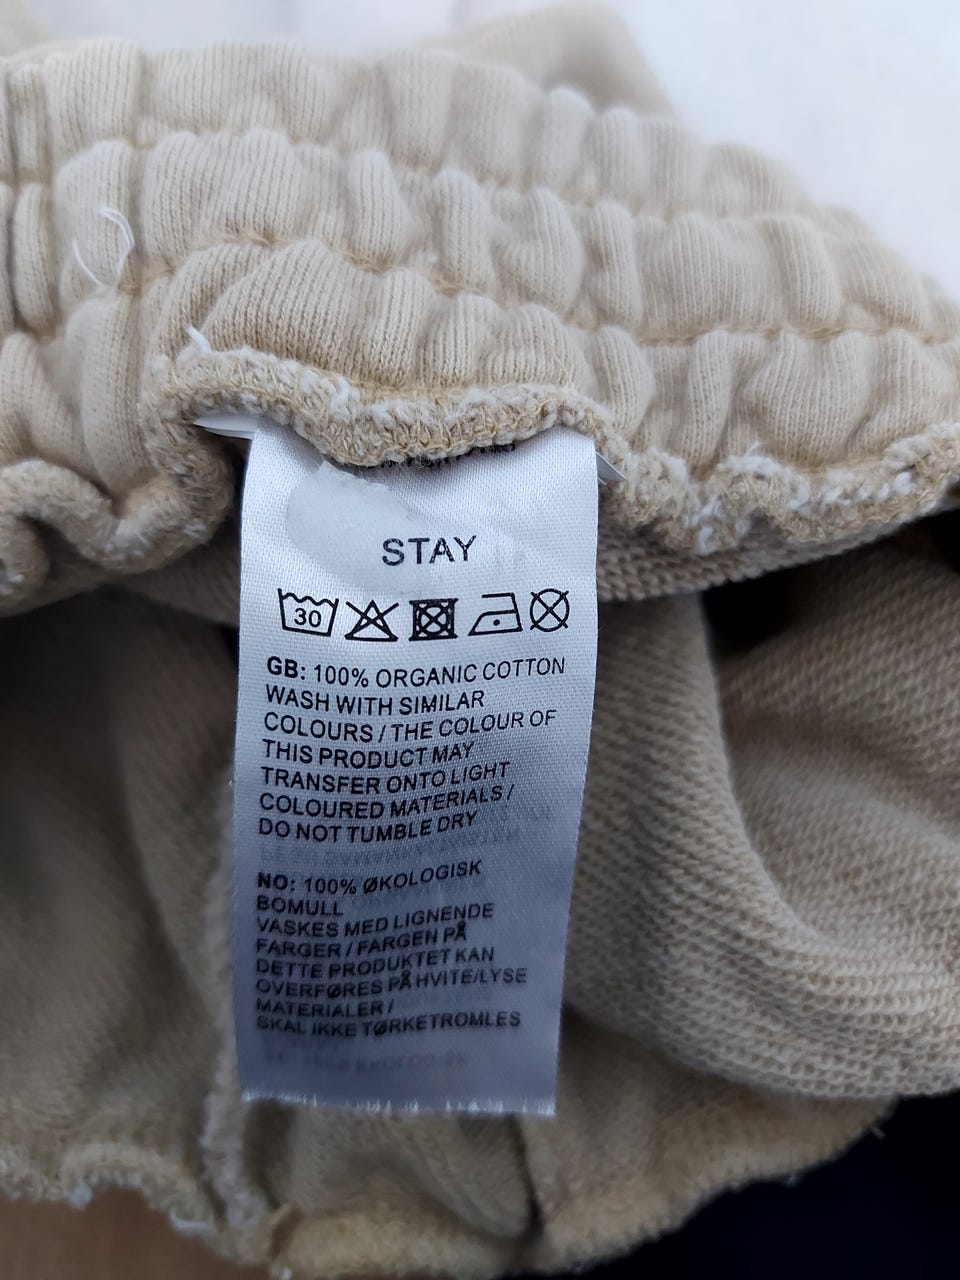 STAY
30
GB: 100% ORGANIC COTTON
WASH WITH SIMILAR
COLOURS / THE COLOUR OF
THIS PRODUCT MAY
TRANSFER ONTO LIGHT
COLOURED MATERIALS /
DO NOT TUMBLE DRY
NO: 100% ØKOLOGISK
BOMULL
VASKES MED LIGNENDE
FARGER / FARGEN PÅ
DETTE PRODUKTET KAN
OVERFØRES PÅ HVITE/LYSE
MATERIALER /
SKAL IKKE TØRKETROMLES